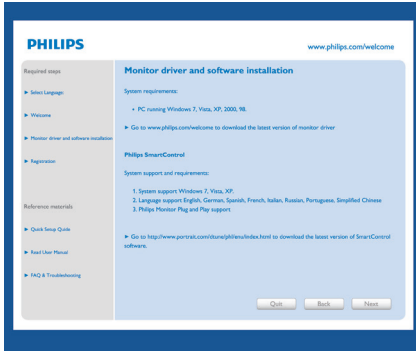 PHILIPS
www.philips.com/welcome
Required steps
Select Language:
Welcome
Monitor driver and software installation
Registration
Reference materials
Quick Setup Guide
Read User Manual
FAQ & Troubleshooting
Monitor driver and software installation
System requirements:
• PC running Windows 7, Vista, XP, 2000, 98.
Go to www.philips.com/welcome to download the latest version of monitor driver
Philips SmartControl
System support and requirements:
1. System support Windows 7, Vista, XP.
2. Language support English, German, Spanish, French, Italian, Russian, Portuguese, Simplified Chinese
3. Philips Monitor Plug and Play support
Go to http://www.portrait.com/dtune/phl/enu/index.html to download the latest version of SmartControl
software.
Quit
Back
Next